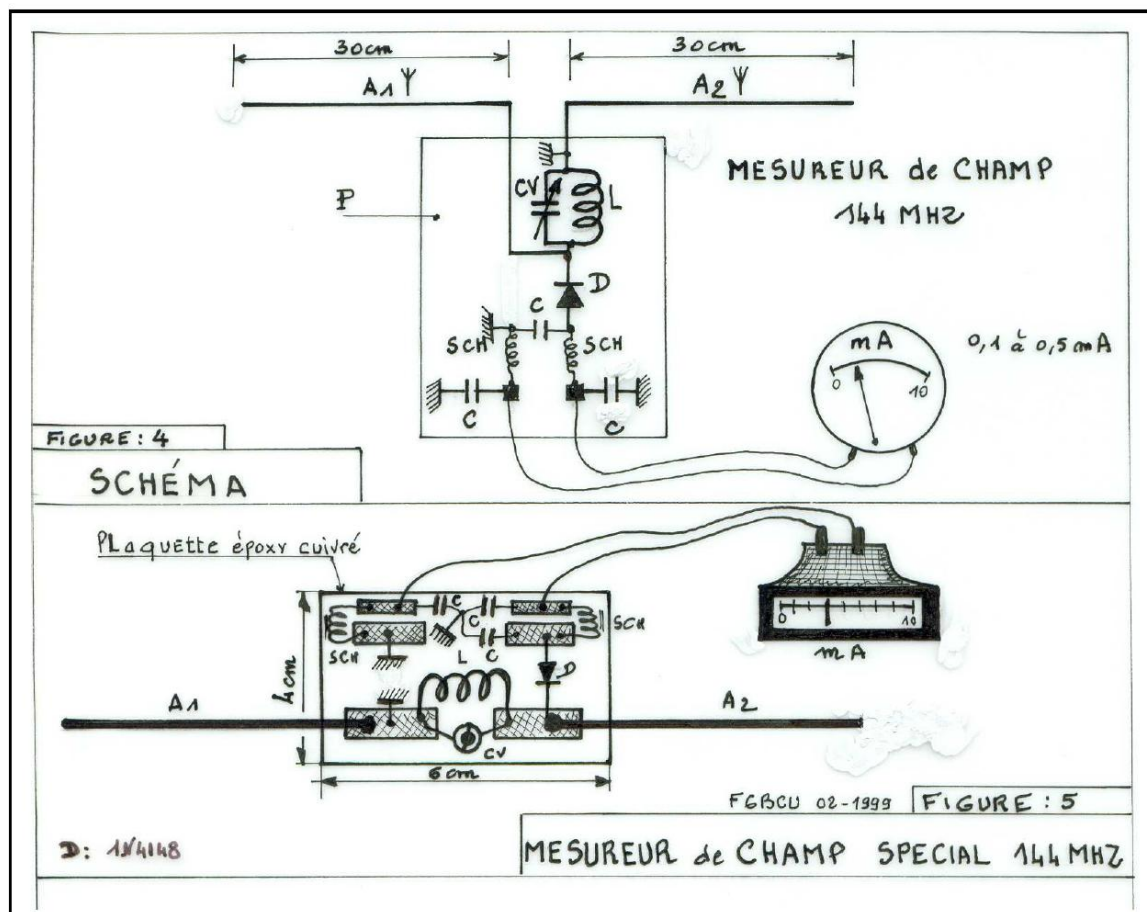 30cm 30cm
A1 A2
MESUREUR de CHAMP
144 MHZ
P
CV L
D
C
SCH SCH
C C
mA
0 10
0,1 à 0,5 mA
FIGURE: 4
SCHÉMA
PLaquette époxy cuivré
C C
C
SCH SCH
L
D
4cm
A1 A2
CV
6cm
0 10
mA
F6BCU 02-1999 FIGURE: 5
D: 1N4148
MESUREUR de CHAMP SPECIAL 144 MHZ